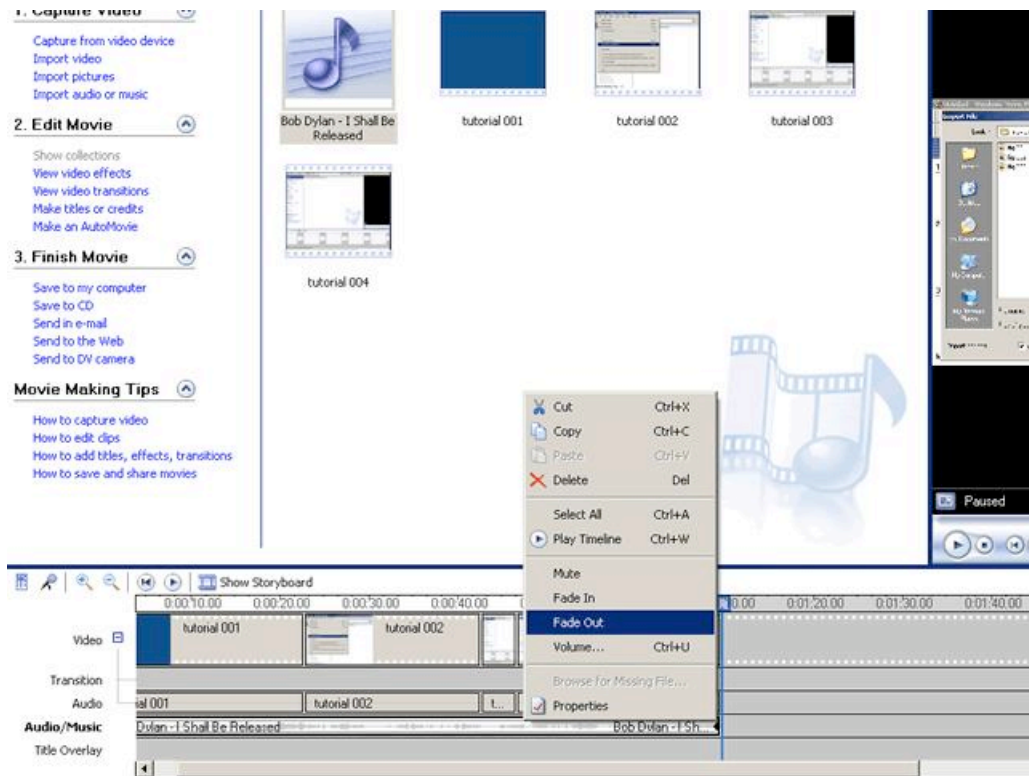 1. Capture Video
Capture from video device
Import video
Import pictures
Import audio or music
2. Edit Movie
Show collections
View video effects
View video transitions
Make titles or credits
Make an AutoMovie
3. Finish Movie
Save to my computer
Save to CD
Send in e-mail
Send to the Web
Send to DV camera
Movie Making Tips
How to capture video
How to edit clips
How to add titles, effects, transitions
How to save and share movies
Bob Dylan - I Shall Be
Released
tutorial 001
tutorial 002
tutorial 003
tutorial 004
Import File
Look
Paused
Cut Ctrl+X
Copy Ctrl+C
Paste Ctrl+V
Delete Del
Select All Ctrl+A
Play Timeline Ctrl+W
Mute
Fade In
Fade Out
Volume... Ctrl+U
Browse for Missing File...
Properties
Show Storyboard
0:00:10.00 0:00:20.00 0:00:30.00 0:00:40.00 0.00 0:01:20.00 0:01:30.00 0:01:40.00
Video tutorial 001 tutorial 002
Transition
Audio ial 001 tutorial 002 t...
Audio/Music Dylan - I Shall Be Released Bob Dylan - I Sh...
Title Overlay